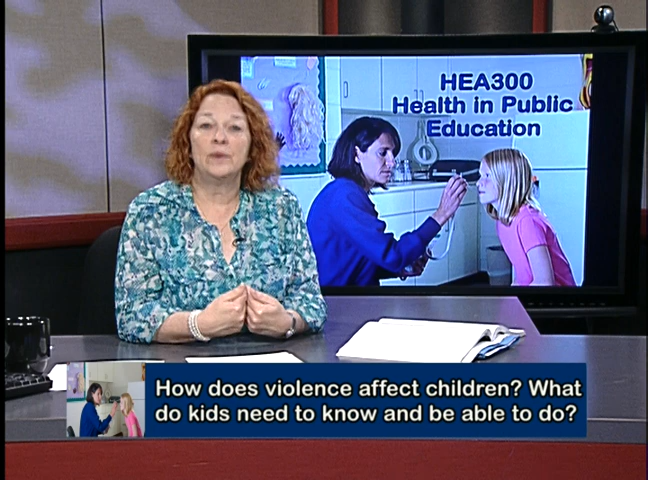 HEA300
Health in Public
Education
How does violence affect children? What
do kids need to know and be able to do?